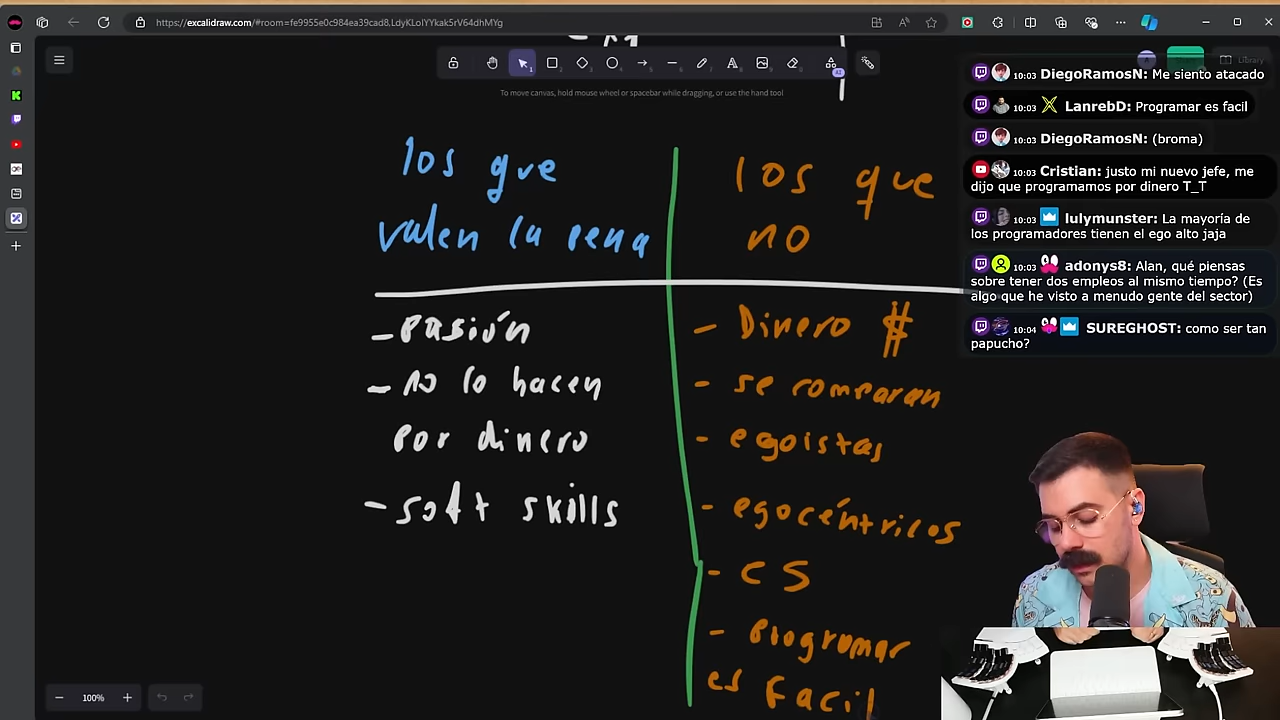 https://excalidraw.com/#room=fe9955e0c984ea39cad8.LdyKLoIYYkak5rV64dhMYg
To move canvas, hold mouse wheel or spacebar while dragging, or use the hand tool
Library
10:03 DiegoRamosN: Me siento atacado
10:03 LanrebD: Programar es facil
10:03 DiegoRamosN: (broma)
10:03 Cristian: justo mi nuevo jefe, me
dijo que programamos por dinero T_T
10:03 lulymunster: La mayoría de
los programadores tienen el ego alto jaja
10:03 adonys8: Alan, qué piensas
sobre tener dos empleos al mismo tiempo? (Es
algo que he visto a menudo gente del sector)
10:04 SUREGHOST: como ser tan
papucho?
los que
valen la pena
- Pasión
- no lo hacen
por dinero
- soft skills
los que
no
- Dinero $
- se comparan
- egoistas
- egocéntricos
- CS
- Programar
es facil
100%